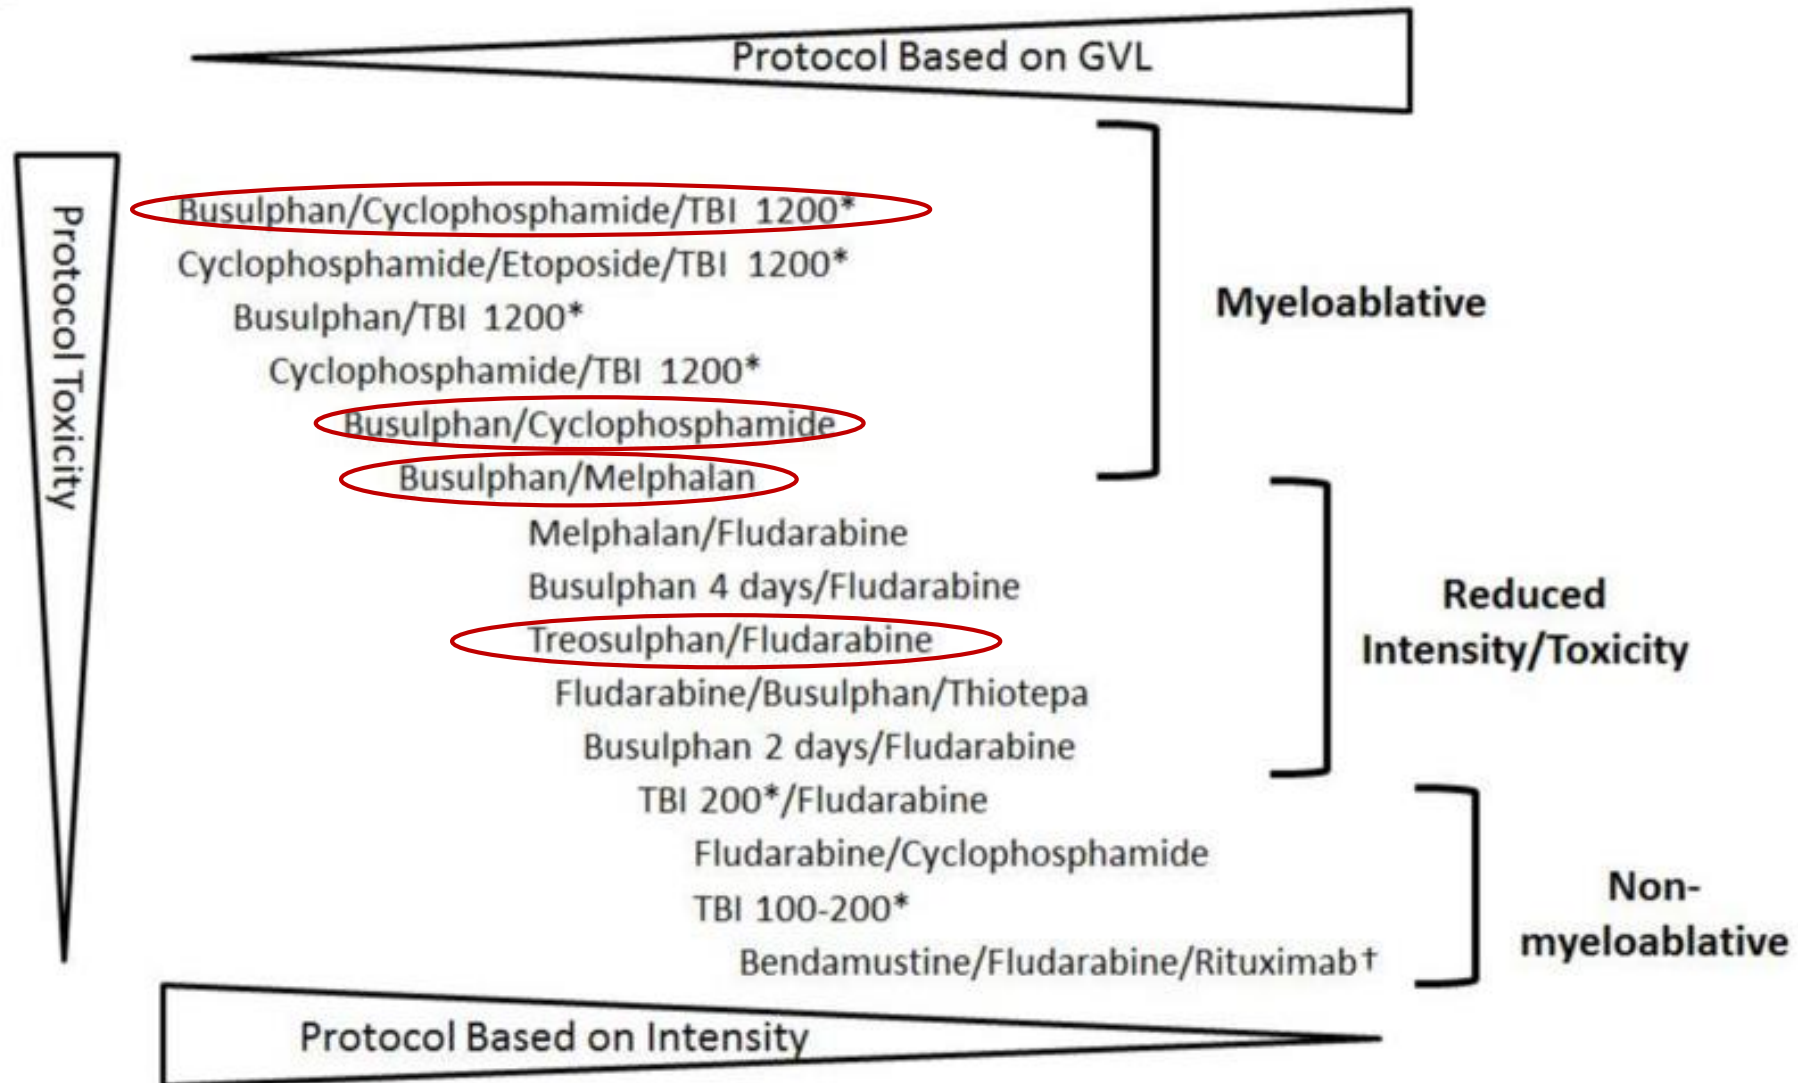 Protocol Based on GVL
Protocol Toxicity
Busulphan/Cyclophosphamide/TBI 1200*
Cyclophosphamide/Etoposide/TBI 1200*
Busulphan/TBI 1200*
Cyclophosphamide/TBI 1200*
Busulphan/Cyclophosphamide
Busulphan/Melphalan
Myeloablative
Melphalan/Fludarabine
Busulphan 4 days/Fludarabine
Treosulphan/Fludarabine
Fludarabine/Busulphan/Thiotepa
Busulphan 2 days/Fludarabine
Reduced
Intensity/Toxicity
TBI 200*/Fludarabine
Fludarabine/Cyclophosphamide
TBI 100-200*
Bendamustine/Fludarabine/Rituximab†
Non-
myeloablative
Protocol Based on Intensity